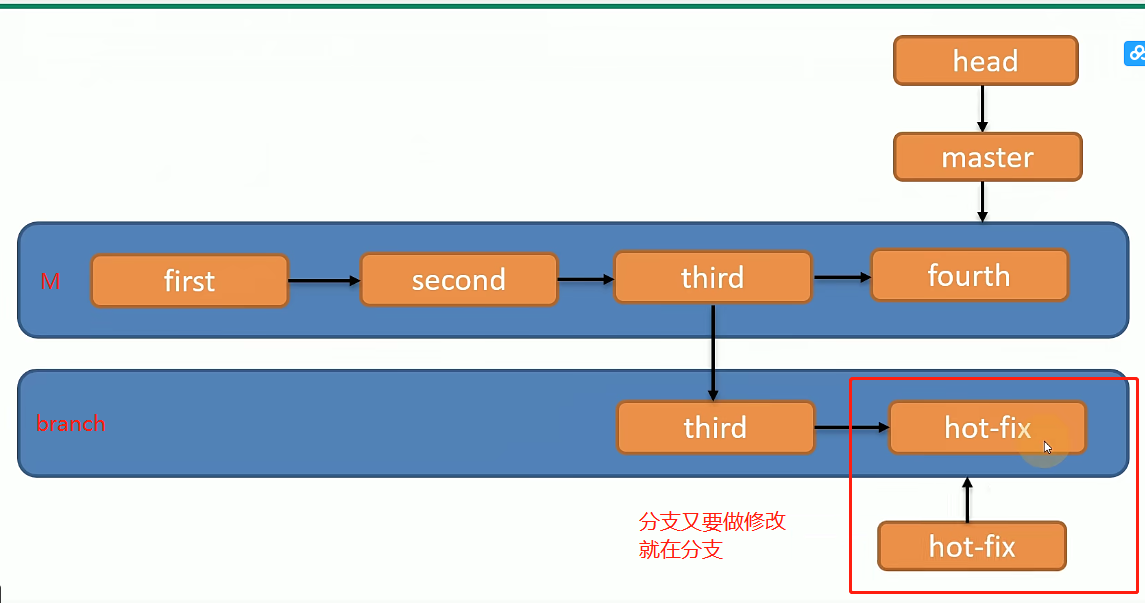 head
master
M
first
second
third
fourth
branch
third
hot-fix
分支又要做修改
就在分支
hot-fix